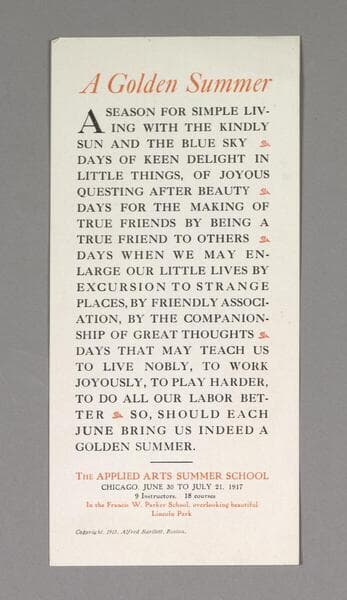 A Golden Summer
A SEASON FOR SIMPLE LIV-
ING WITH THE KINDLY
SUN AND THE BLUE SKY
DAYS OF KEEN DELIGHT IN
LITTLE THINGS, OF JOYOUS
QUESTING AFTER BEAUTY
DAYS FOR THE MAKING OF
TRUE FRIENDS BY BEING A
TRUE FRIEND TO OTHERS
DAYS WHEN WE MAY EN-
LARGE OUR LITTLE LIVES BY
EXCURSION TO STRANGE
PLACES, BY FRIENDLY ASSOCI-
ATION, BY THE COMPANION-
SHIP OF GREAT THOUGHTS
DAYS THAT MAY TEACH US
TO LIVE NOBLY, TO WORK
JOYOUSLY, TO PLAY HARDER,
TO DO ALL OUR LABOR BET-
TER SO, SHOULD EACH
JUNE BRING US INDEED A
GOLDEN SUMMER.
THE APPLIED ARTS SUMMER SCHOOL
CHICAGO, JUNE 30 TO JULY 21, 1917
9 Instructors. 18 courses
In the Francis W. Parker School, overlooking beautiful
Lincoln Park
Copyright, 1913, Alfred Bartlett, Boston.